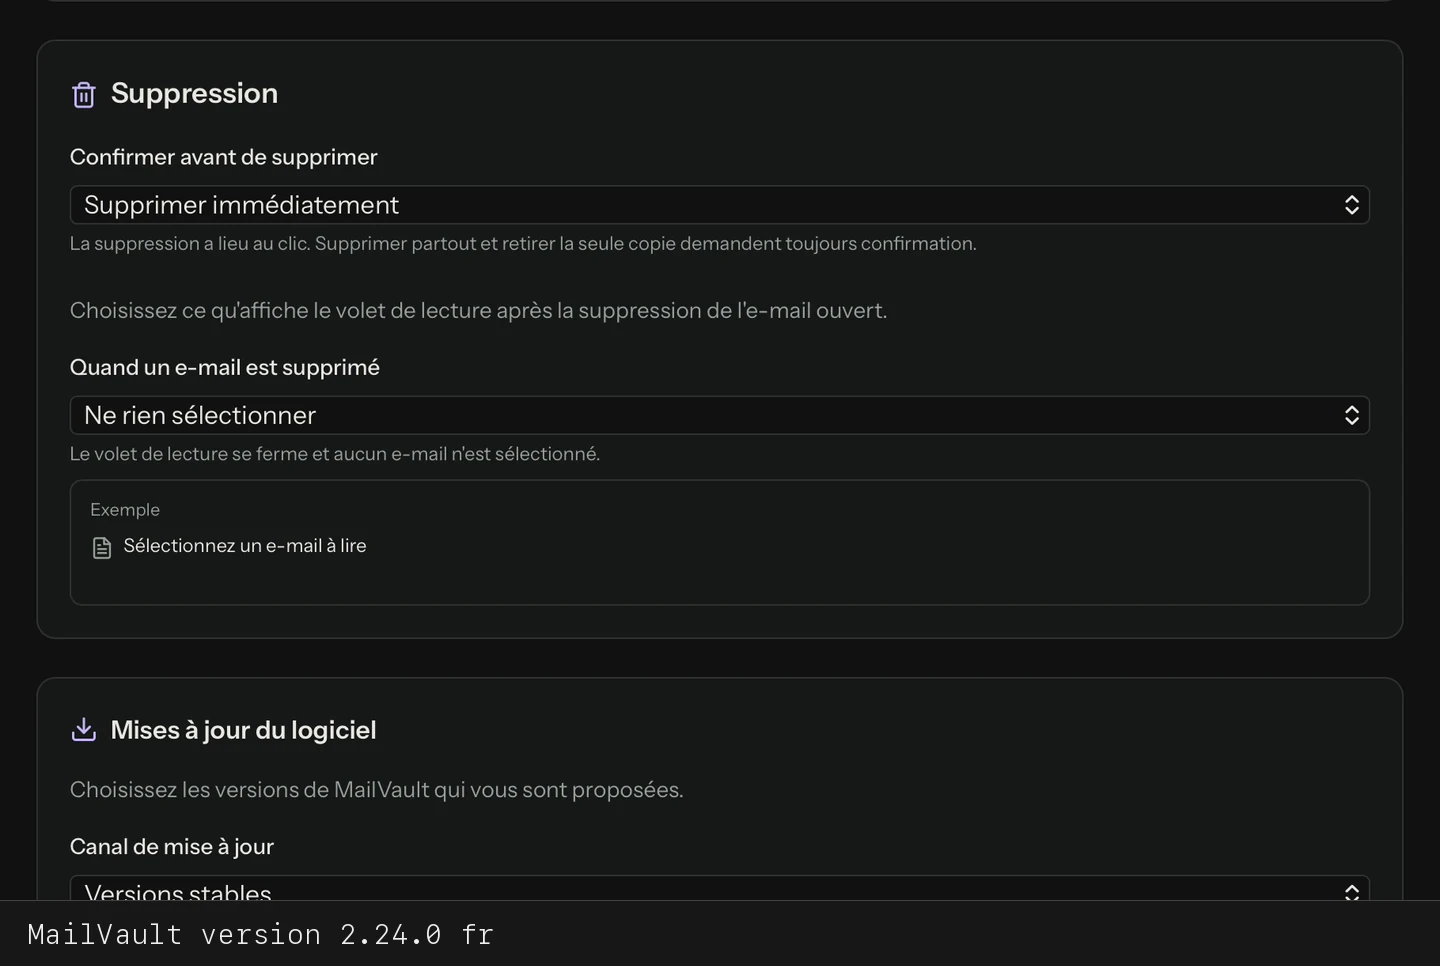 Suppression
Confirmer avant de supprimer
Supprimer immédiatement
La suppression a lieu au clic. Supprimer partout et retirer la seule copie demandent toujours confirmation.
Choisissez ce qu'affiche le volet de lecture après la suppression de l'e-mail ouvert.
Quand un e-mail est supprimé
Ne rien sélectionner
Le volet de lecture se ferme et aucun e-mail n'est sélectionné.
Exemple
Sélectionnez un e-mail à lire
Mises à jour du logiciel
Choisissez les versions de MailVault qui vous sont proposées.
Canal de mise à jour
Versions stables
MailVault version 2.24.0 fr